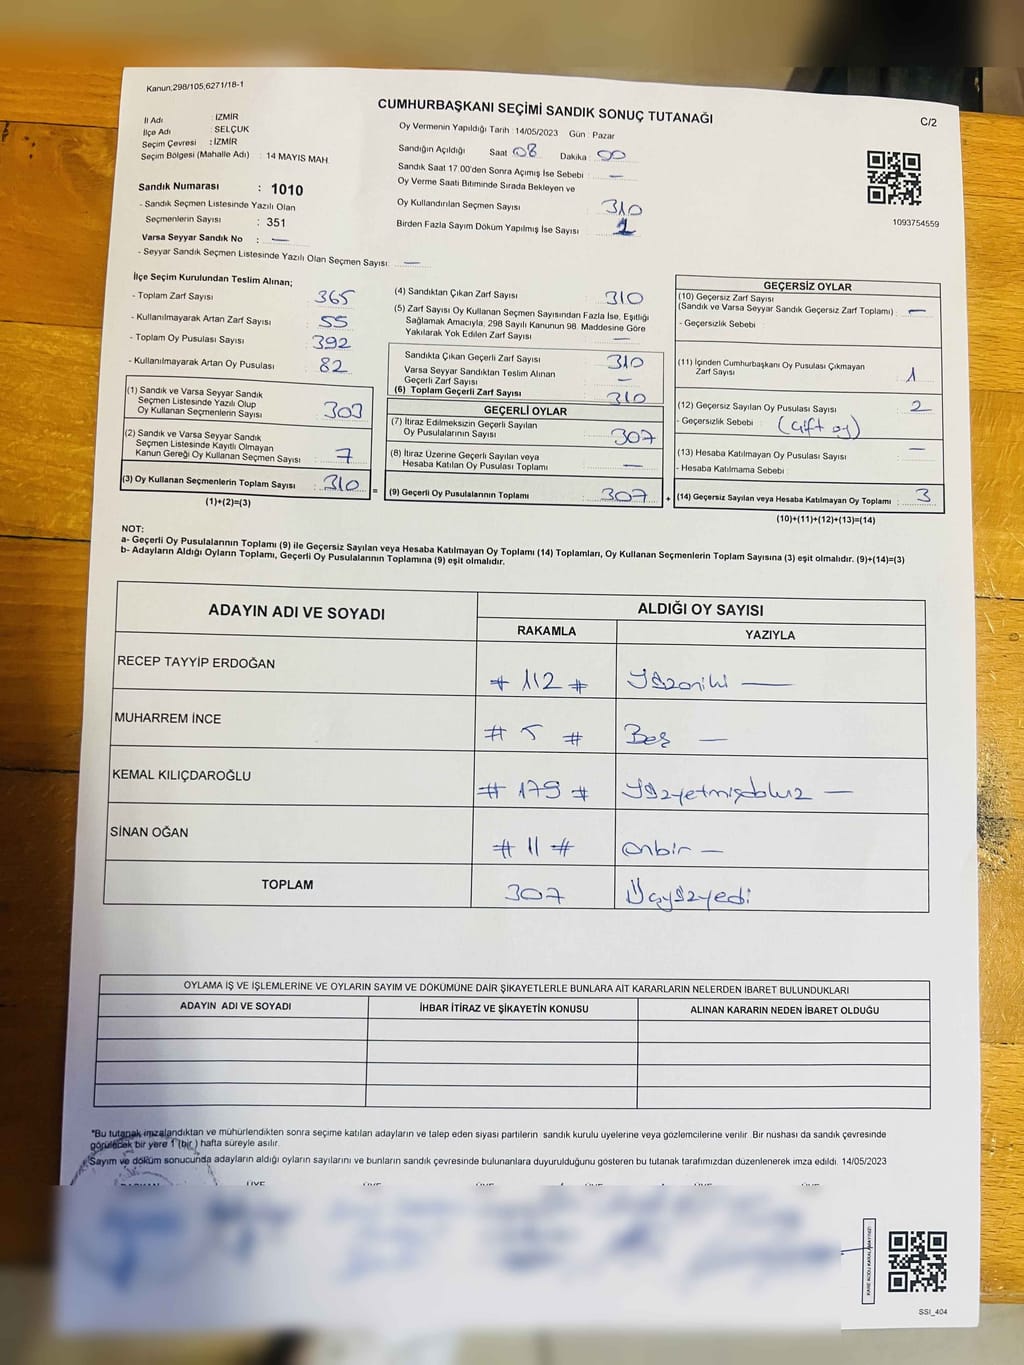 Kanun;298/105;6271/18-1
CUMHURBAŞKANI SEÇİMİ SANDIK SONUÇ TUTANAĞI
C/2
İl Adı : İZMİR
İlçe Adı : SELÇUK
Seçim Çevresi : İZMİR
Seçim Bölgesi (Mahalle Adı) : 14 MAYIS MAH
Sandık Numarası : 1010
- Sandık Seçmen Listesinde Yazılı Olan
Seçmenlerin Sayısı : 351
Varsa Seyyar Sandık No : —
- Seyyar Sandık Seçmen Listesinde Yazılı Olan Seçmen Sayısı: —
Oy Vermenin Yapıldığı Tarih : 14/05/2023 Gün : Pazar
Sandığın Açıldığı Saat 08 Dakika : 00
Sandık Saat 17.00'den Sonra Açımış İse Sebebi : —
Oy Verme Saati Bitiminde Sırada Bekleyen ve
Oy Kullandırılan Seçmen Sayısı : 310
Birden Fazla Sayım Döküm Yapılmış İse Sayısı : 1
1093754559
İlçe Seçim Kurulundan Teslim Alınan;
- Toplam Zarf Sayısı : 365
- Kullanılmayarak Artan Zarf Sayısı : 55
- Toplam Oy Pusulası Sayısı : 392
- Kullanılmayarak Artan Oy Pusulası : 82
(1) Sandık ve Varsa Seyyar Sandık
Seçmen Listesinde Yazılı Olup
Oy Kullanan Seçmenlerin Sayısı : 303
(2) Sandık ve Varsa Seyyar Sandık
Seçmen Listesinde Kayıtlı Olmayan
Kanun Gereği Oy Kullanan Seçmen Sayısı : 7
(3) Oy Kullanan Seçmenlerin Toplam Sayısı : 310
(1)+(2)=(3)
(4) Sandıktan Çıkan Zarf Sayısı : 310
(5) Zarf Sayısı Oy Kullanan Seçmen Sayısından Fazla İse, Eşitliği
Sağlamak Amacıyla; 298 Sayılı Kanunun 98. Maddesine Göre
Yakılarak Yok Edilen Zarf Sayısı : —
Sandıkta Çıkan Geçerli Zarf Sayısı : 310
Varsa Seyyar Sandıktan Teslim Alınan
Geçerli Zarf Sayısı : —
(6) Toplam Geçerli Zarf Sayısı : 310
GEÇERLİ OYLAR
(7) İtiraz Edilmeksizin Geçerli Sayılan
Oy Pusulalarının Sayısı : 307
(8) İtiraz Üzerine Geçerli Sayılan veya
Hesaba Katılan Oy Pusulası Toplamı : —
= (9) Geçerli Oy Pusulalarının Toplamı : 307
GEÇERSİZ OYLAR
(10) Geçersiz Zarf Sayısı
(Sandık ve Varsa Seyyar Sandık Geçersiz Zarf Toplamı) : —
- Geçersizlik Sebebi :
(11) İçinden Cumhurbaşkanı Oy Pusulası Çıkmayan
Zarf Sayısı : 1
(12) Geçersiz Sayılan Oy Pusulası Sayısı : 2
- Geçersizlik Sebebi : (Çift oy)
(13) Hesaba Katılmayan Oy Pusulası Sayısı : —
- Hesaba Katılmama Sebebi :
+ (14) Geçersiz Sayılan veya Hesaba Katılmayan Oy Toplamı : 3
(10)+(11)+(12)+(13)=(14)
NOT:
a- Geçerli Oy Pusulalarının Toplamı (9) ile Geçersiz Sayılan veya Hesaba Katılmayan Oy Toplamı (14) Toplamları, Oy Kullanan Seçmenlerin Toplam Sayısına (3) eşit olmalıdır. (9)+(14)=(3)
b- Adayların Aldığı Oyların Toplamı, Geçerli Oy Pusulalarının Toplamına (9) eşit olmalıdır.
ADAYIN ADI VE SOYADI
ALDIĞI OY SAYISI
RAKAMLA YAZIYLA
RECEP TAYYİP ERDOĞAN # 112 # Yüzoniki —
MUHARREM İNCE # 5 # Beş —
KEMAL KILIÇDAROĞLU # 179 # Yüzyetmişdokuz —
SİNAN OĞAN # 11 # Onbir —
TOPLAM 307 Üçyüzyedi
OYLAMA İŞ VE İŞLEMLERİNE VE OYLARIN SAYIM VE DÖKÜMÜNE DAİR ŞİKAYETLERLE BUNLARA AİT KARARLARIN NELERDEN İBARET BULUNDUKLARI
ADAYIN ADI VE SOYADI İHBAR İTİRAZ VE ŞİKAYETİN KONUSU ALINAN KARARIN NEDEN İBARET OLDUĞU
*Bu tutanak imzalandıktan ve mühürlendikten sonra seçime katılan adayların ve talep eden siyasi partilerin sandık kurulu üyelerine veya gözlemcilerine verilir. Bir nushası da sandık çevresinde
görülecek bir yere 1 (bir ) hafta süreyle asılır.
Sayım ve döküm sonucunda adayların aldığı oyların sayılarını ve bunların sandık çevresinde bulunanlara duyurulduğunu gösteren bu tutanak tarafımızdan düzenlenerek imza edildi. 14/05/2023
BAŞKAN ÜYE ÜYE ÜYE ÜYE ÜYE ÜYE
SSI_404